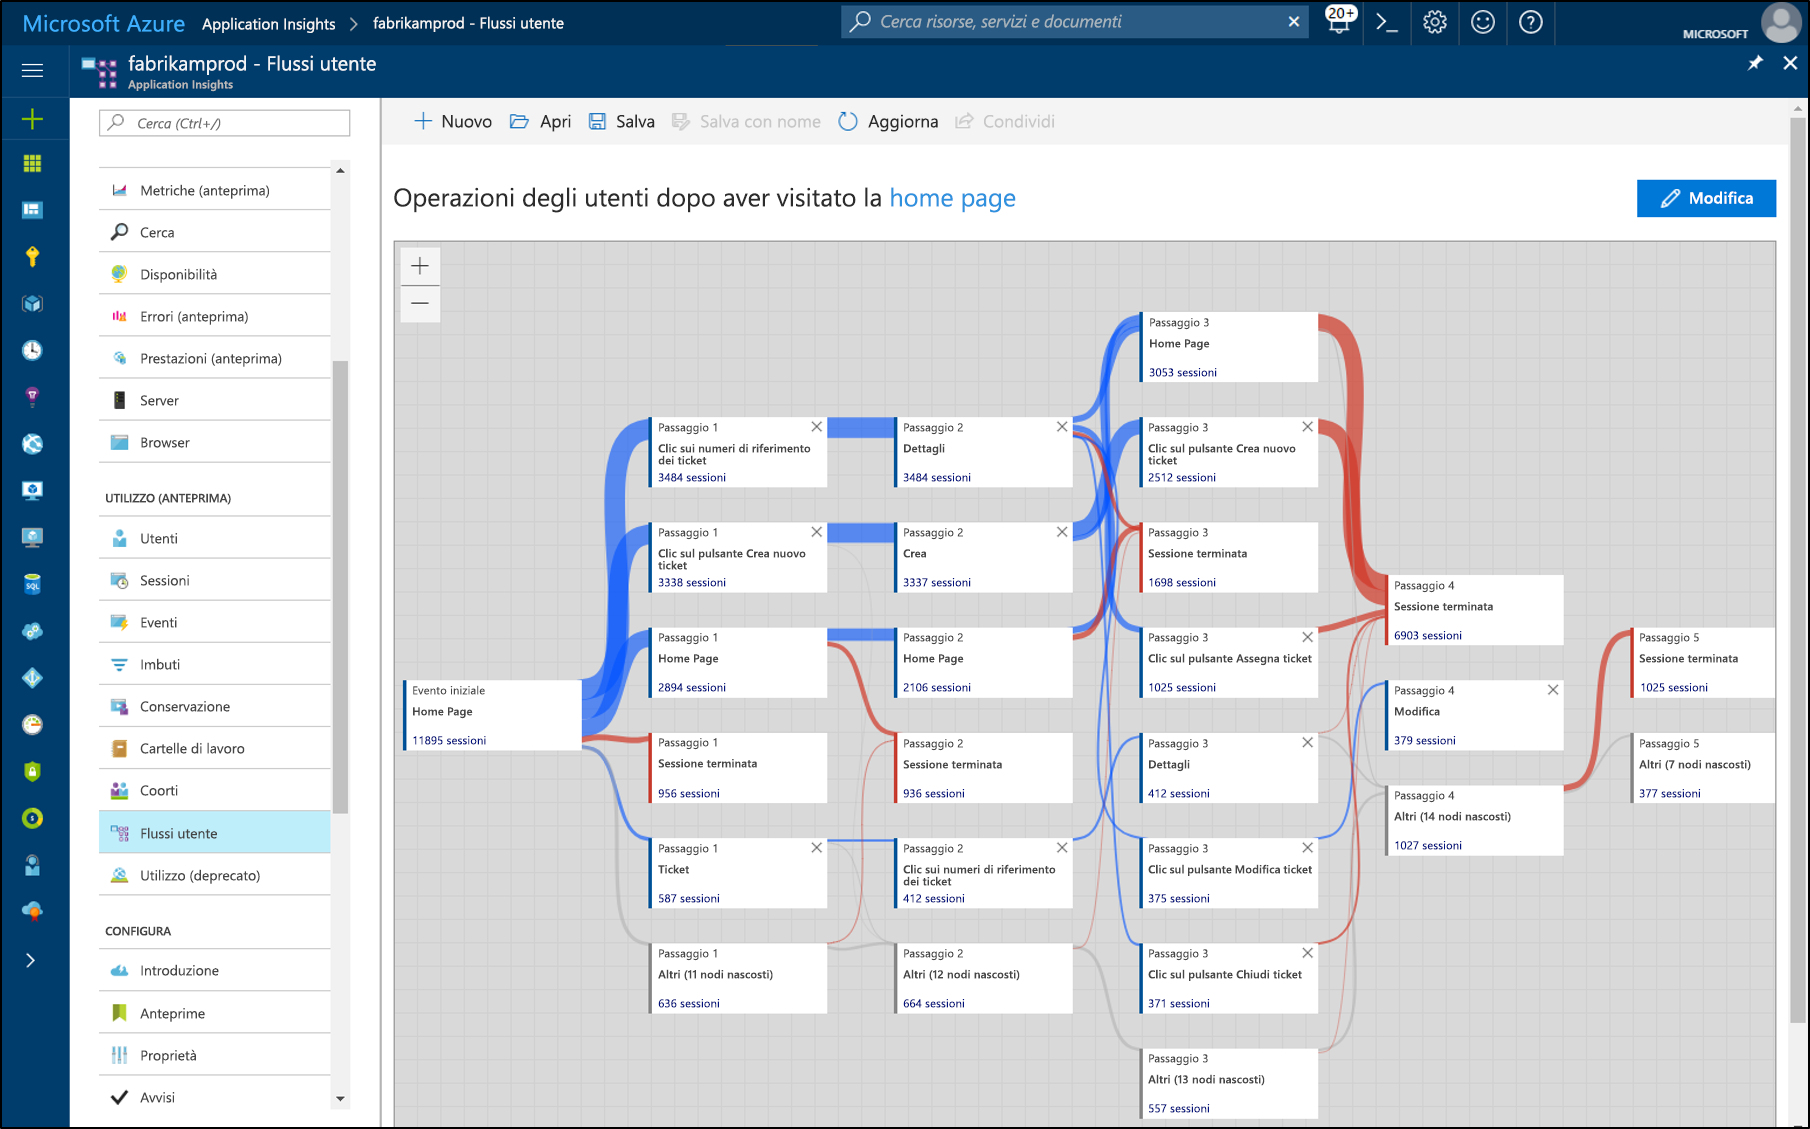 Microsoft Azure
Application Insights
fabrikamprod - Flussi utente
Cerca risorse, servizi e documenti
20+
MICROSOFT
fabrikamprod - Flussi utente
Application Insights
Cerca (Ctrl+/)
Metriche (anteprima)
Cerca
Disponibilità
Errori (anteprima)
Prestazioni (anteprima)
Server
Browser
UTILIZZO (ANTEPRIMA)
Utenti
Sessioni
Eventi
Imbuti
Conservazione
Cartelle di lavoro
Coorti
Flussi utente
Utilizzo (deprecato)
CONFIGURA
Introduzione
Anteprime
Proprietà
Avvisi
SQL
Nuovo
Apri
Salva
Salva con nome
Aggiorna
Condividi
Operazioni degli utenti dopo aver visitato la home page
Modifica
Evento iniziale
Home Page
11895 sessioni
Passaggio 1
Clic sui numeri di riferimento
dei ticket
3484 sessioni
Passaggio 1
Clic sul pulsante Crea nuovo
ticket
3338 sessioni
Passaggio 1
Home Page
2894 sessioni
Passaggio 1
Sessione terminata
956 sessioni
Passaggio 1
Ticket
587 sessioni
Passaggio 1
Altri (11 nodi nascosti)
636 sessioni
Passaggio 2
Dettagli
3484 sessioni
Passaggio 2
Crea
3337 sessioni
Passaggio 2
Home Page
2106 sessioni
Passaggio 2
Sessione terminata
936 sessioni
Passaggio 2
Clic sui numeri di riferimento
dei ticket
412 sessioni
Passaggio 2
Altri (12 nodi nascosti)
664 sessioni
Passaggio 3
Home Page
3053 sessioni
Passaggio 3
Clic sul pulsante Crea nuovo
ticket
2512 sessioni
Passaggio 3
Sessione terminata
1698 sessioni
Passaggio 3
Clic sul pulsante Assegna ticket
1025 sessioni
Passaggio 3
Dettagli
412 sessioni
Passaggio 3
Clic sul pulsante Modifica ticket
375 sessioni
Passaggio 3
Clic sul pulsante Chiudi ticket
371 sessioni
Passaggio 3
Altri (13 nodi nascosti)
557 sessioni
Passaggio 4
Sessione terminata
6903 sessioni
Passaggio 4
Modifica
379 sessioni
Passaggio 4
Altri (14 nodi nascosti)
1027 sessioni
Passaggio 5
Sessione terminata
1025 sessioni
Passaggio 5
Altri (7 nodi nascosti)
377 sessioni